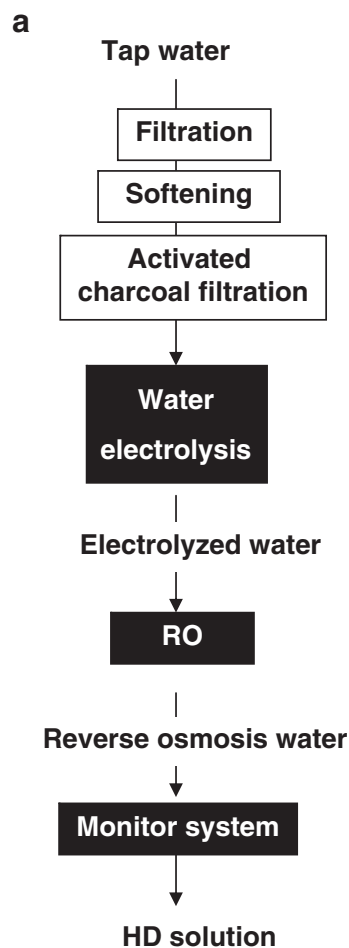 a
Tap water
Filtration
Softening
Activated
charcoal filtration
Water
electrolysis
Electrolyzed water
RO
Reverse osmosis water
Monitor system
HD solution